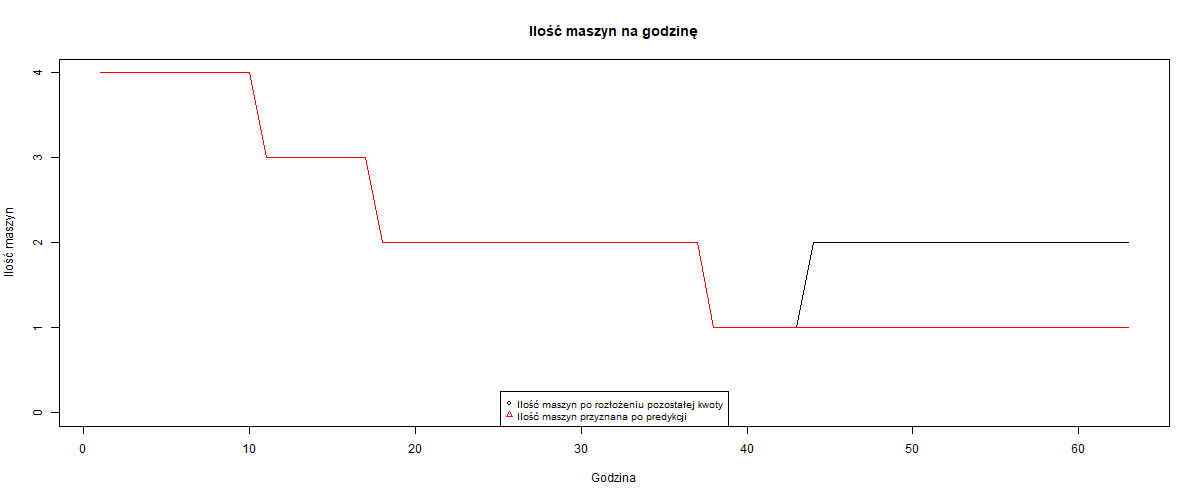 Ilość maszyn na godzinę
Ilość maszyn
4
3
2
1
0
Ilość maszyn po rozłożeniu pozostałej kwoty
Ilość maszyn przyznana po predykcji
0 10 20 30 40 50 60
Godzina